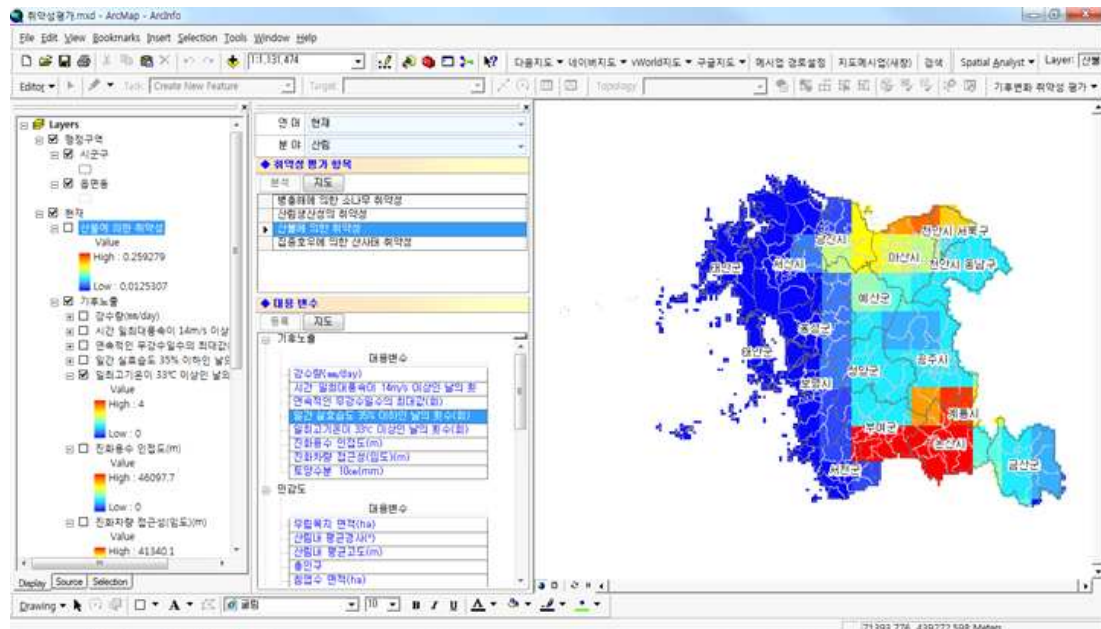 취약성평가.mxd - ArcMap - ArcInfo
File Edit View Bookmarks Insert Selection Tools Window Help
1:1,131,474
다음지도 네이버지도 vWorld지도 구글지도 메시업 경로설정 지도메시업(새창) 검색 Spatial Analyst Layer: 산불
Editor Task: Create New Feature Target: Topology 기후변화 취약성 평가
Layers
행정구역
시군구
읍면동
현재
산불에 의한 취약성
Value
High : 0.259279
Low : 0.0125307
기후노출
강수량(㎜/day)
시간 일최대풍속이 14m/s 이상
연속적인 무강수일수의 최대값(
일간 실효습도 35% 이하인 날의
일최고기온이 33℃ 이상인 날의
Value
High : 4
Low : 0
진화용수 인접도(m)
Value
High : 46097.7
Low : 0
진화차량 접근성(임도)(m)
Value
High : 41340.1
Display Source Selection
연 대 현재
분 야 산림
◆ 취약성 평가 항목
분석 지도
병충해에 의한 소나무 취약성
산림생산성의 취약성
산불에 의한 취약성
집중호우에 의한 산사태 취약성
◆ 대용 변수
등록 지도
기후노출
대용변수
강수량(㎜/day)
시간 일최대풍속이 14m/s 이상인 날의 횟
연속적인 무강수일수의 최대값(회)
일간 실효습도 35% 이하인 날의 횟수(회)
일최고기온이 33℃ 이상인 날의 횟수(회)
진화용수 인접도(m)
진화차량 접근성(임도)(m)
토양수분 10㎝(mm)
민감도
대용변수
무립목지 면적(ha)
산림내 평균경사(°)
산림내 평균고도(m)
총인구
침엽수 면적(ha)
당진시
천안시 서북구
아산시
천안시 동남구
서산시
태안군
예산군
홍성군
태안군
청양군
공주시
보령시
계룡시
부여군
논산시
서천군
금산군
Drawing A 굴림 10 B I U A
71393.776 439272.598 Meters